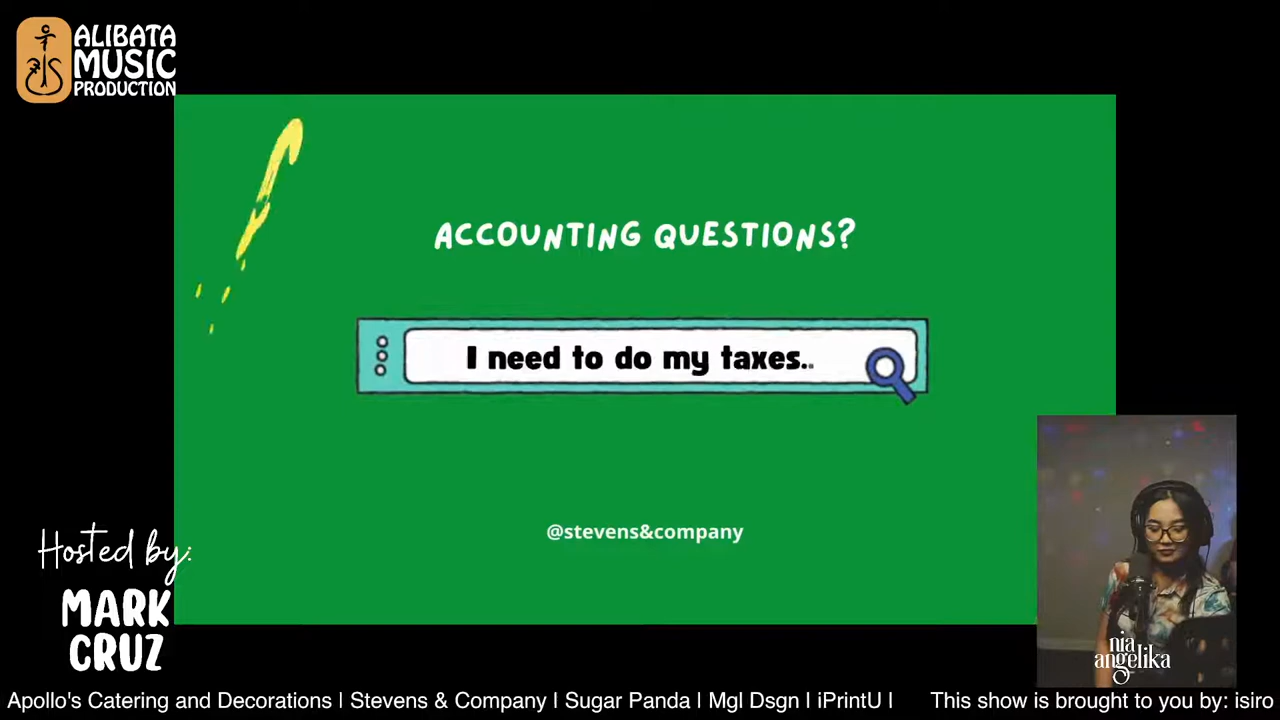 ALIBATA
MUSIC
PRODUCTION
ACCOUNTING QUESTIONS?
I need to do my taxes..
@stevens&company
Hosted by:
MARK
CRUZ
nia
angelika
Apollo's Catering and Decorations | Stevens & Company | Sugar Panda | Mgl Dsgn | iPrintU | This show is brought to you by: isiro